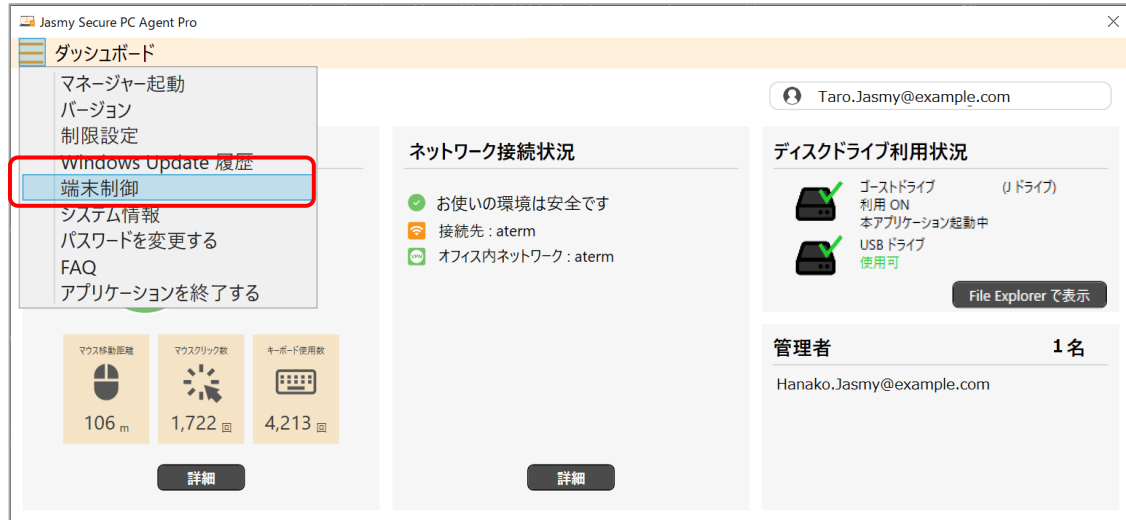 Jasmy Secure PC Agent Pro
ダッシュボード
マネージャー起動
バージョン
制限設定
Windows Update 履歴
端末制御
システム情報
パスワードを変更する
FAQ
アプリケーションを終了する
Taro.Jasmy@example.com
マウス移動距離
106 m
マウスクリック数
1,722 回
キーボード使用数
4,213 回
詳細
ネットワーク接続状況
お使いの環境は安全です
接続先 : aterm
VPN
オフィス内ネットワーク : aterm
詳細
ディスクドライブ利用状況
ゴーストドライブ (J ドライブ)
利用 ON
本アプリケーション起動中
USB ドライブ
使用可
File Explorer で表示
管理者 1 名
Hanako.Jasmy@example.com